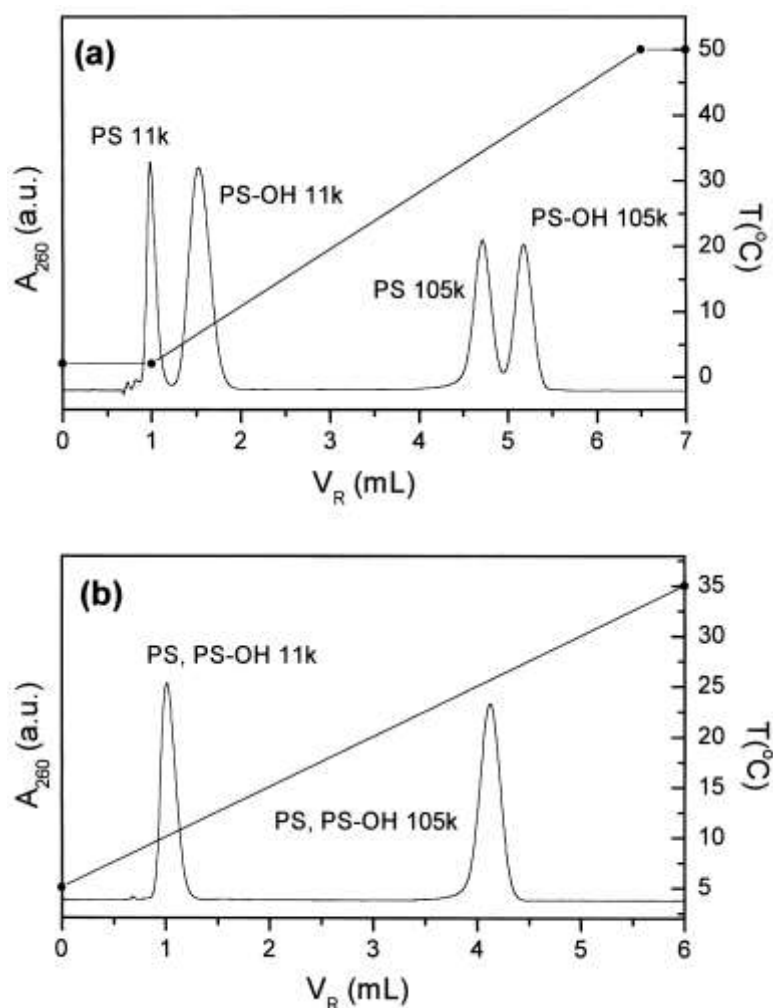 (a)
PS 11k
PS-OH 11k
PS 105k
PS-OH 105k
A260 (a.u.)
T(°C)
50
40
30
20
10
0
0 1 2 4 5 6 7
VR (mL)
(b)
PS, PS-OH 11k
PS, PS-OH 105k
A260 (a.u.)
T(°C)
35
30
25
20
15
10
5
0 1 2 3 4 5 6
VR (mL)